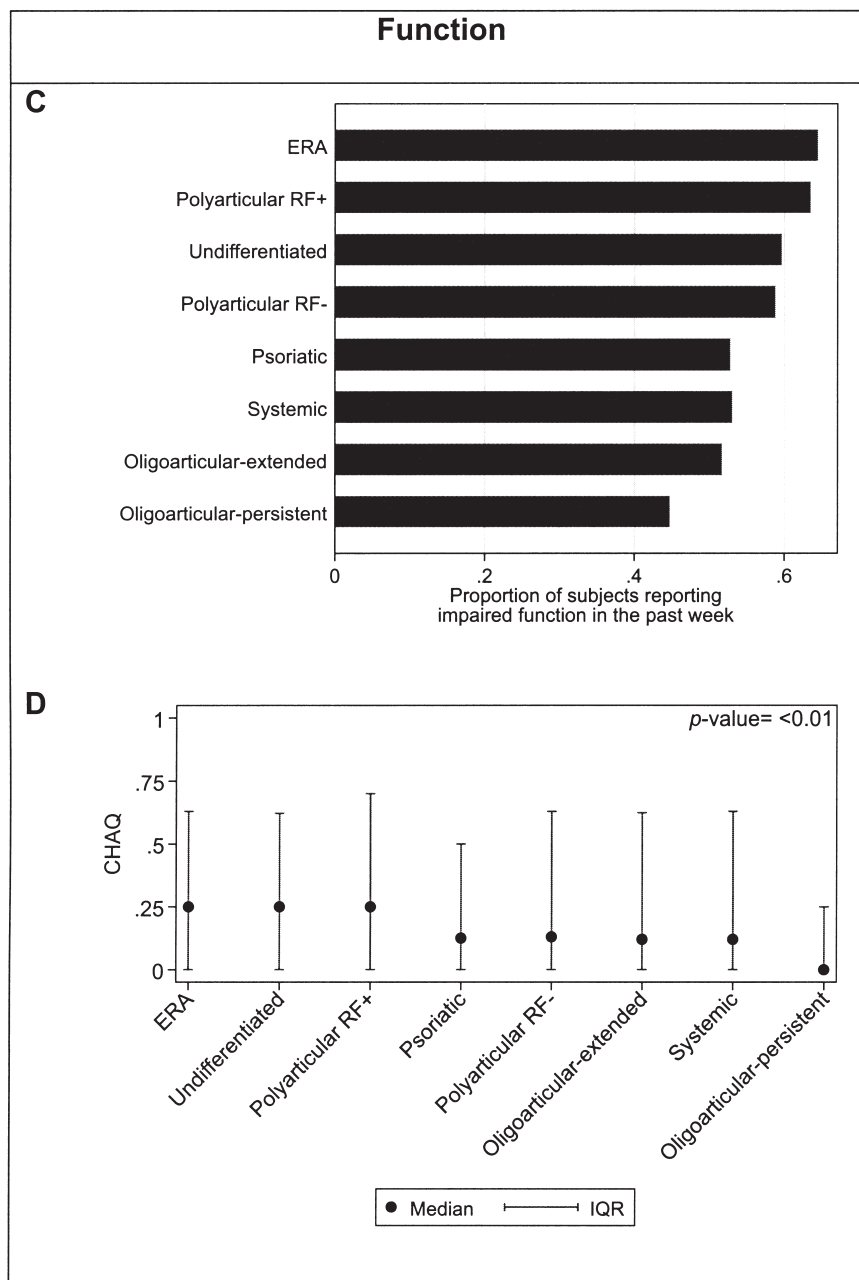 Function
C
ERA
Polyarticular RF+
Undifferentiated
Polyarticular RF-
Psoriatic
Systemic
Oligoarticular-extended
Oligoarticular-persistent
0 .2 .4 .6
Proportion of subjects reporting
impaired function in the past week
D
p-value= <0.01
1
.75
.5
.25
0
CHAQ
ERA
Undifferentiated
Polyarticular RF+
Psoriatic
Polyarticular RF-
Oligoarticular-extended
Systemic
Oligoarticular-persistent
Median IQR